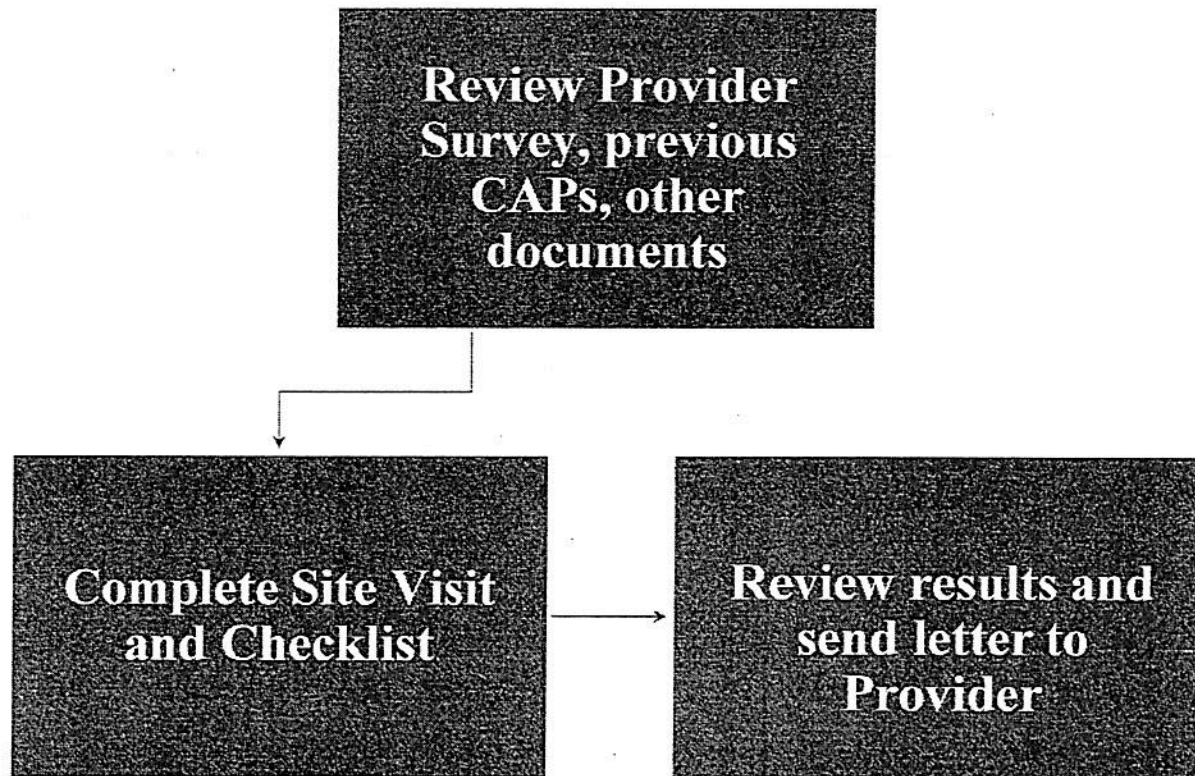 Review Provider
Survey, previous
CAPs, other
documents
Complete Site Visit
and Checklist
Review results and
send letter to
Provider